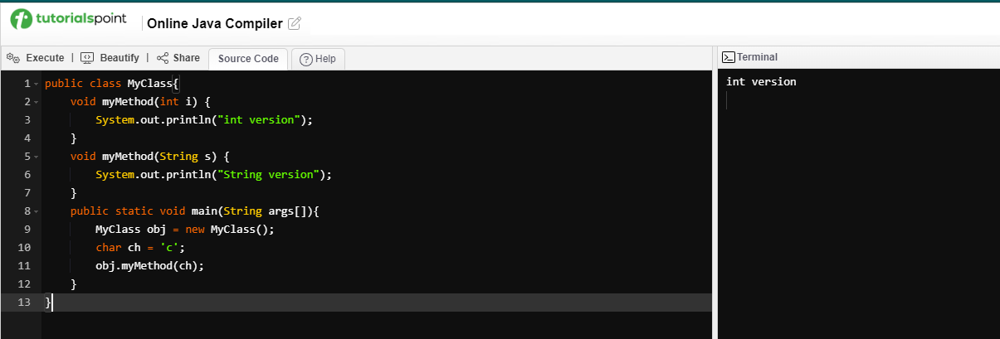 tutorialspoint Online Java Compiler
Execute | Beautify | Share Source Code Help
Terminal
1 public class MyClass{
2 void myMethod(int i) {
3 System.out.println("int version");
4 }
5 void myMethod(String s) {
6 System.out.println("String version");
7 }
8 public static void main(String args[]){
9 MyClass obj = new MyClass();
10 char ch = 'c';
11 obj.myMethod(ch);
12 }
13 }
int version